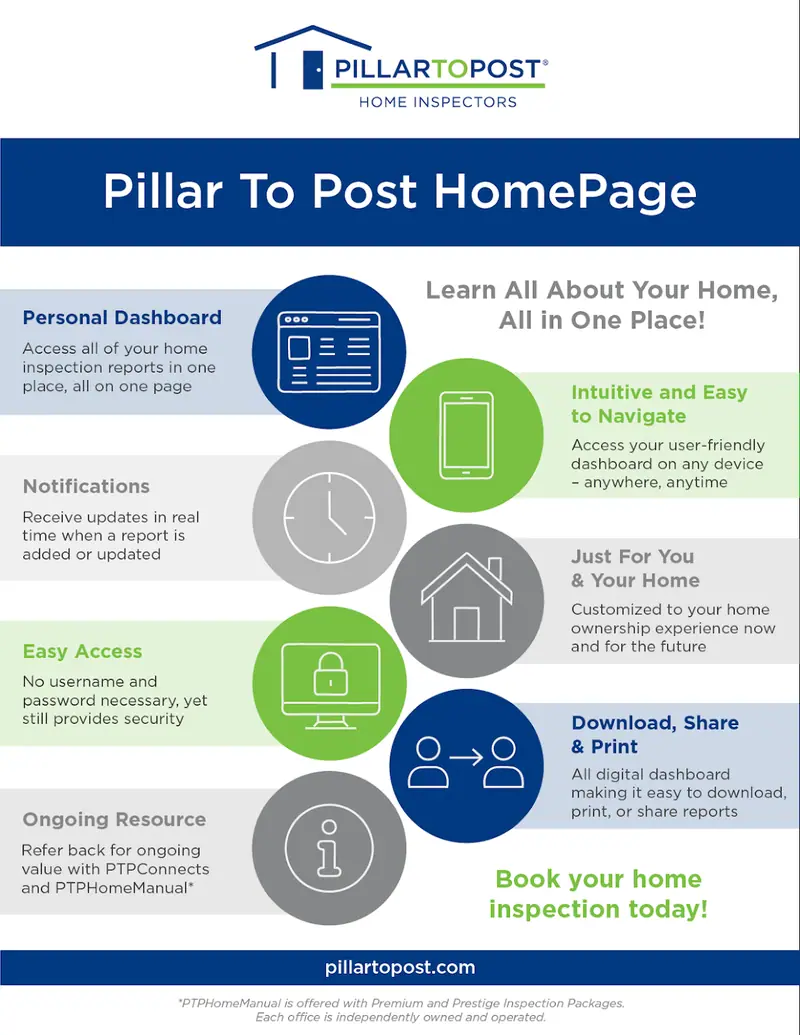 PILLARTOPOST®
HOME INSPECTORS
Pillar To Post HomePage
Learn All About Your Home,
All in One Place!
Personal Dashboard
Access all of your home
inspection reports in one
place, all on one page
Intuitive and Easy
to Navigate
Access your user-friendly
dashboard on any device
– anywhere, anytime
Notifications
Receive updates in real
time when a report is
added or updated
Just For You
& Your Home
Customized to your home
ownership experience now
and for the future
Easy Access
No username and
password necessary, yet
still provides security
Download, Share
& Print
All digital dashboard
making it easy to download,
print, or share reports
Ongoing Resource
Refer back for ongoing
value with PTPConnects
and PTPHomeManual*
Book your home
inspection today!
pillartopost.com
*PTPHomeManual is offered with Premium and Prestige Inspection Packages.
Each office is independently owned and operated.